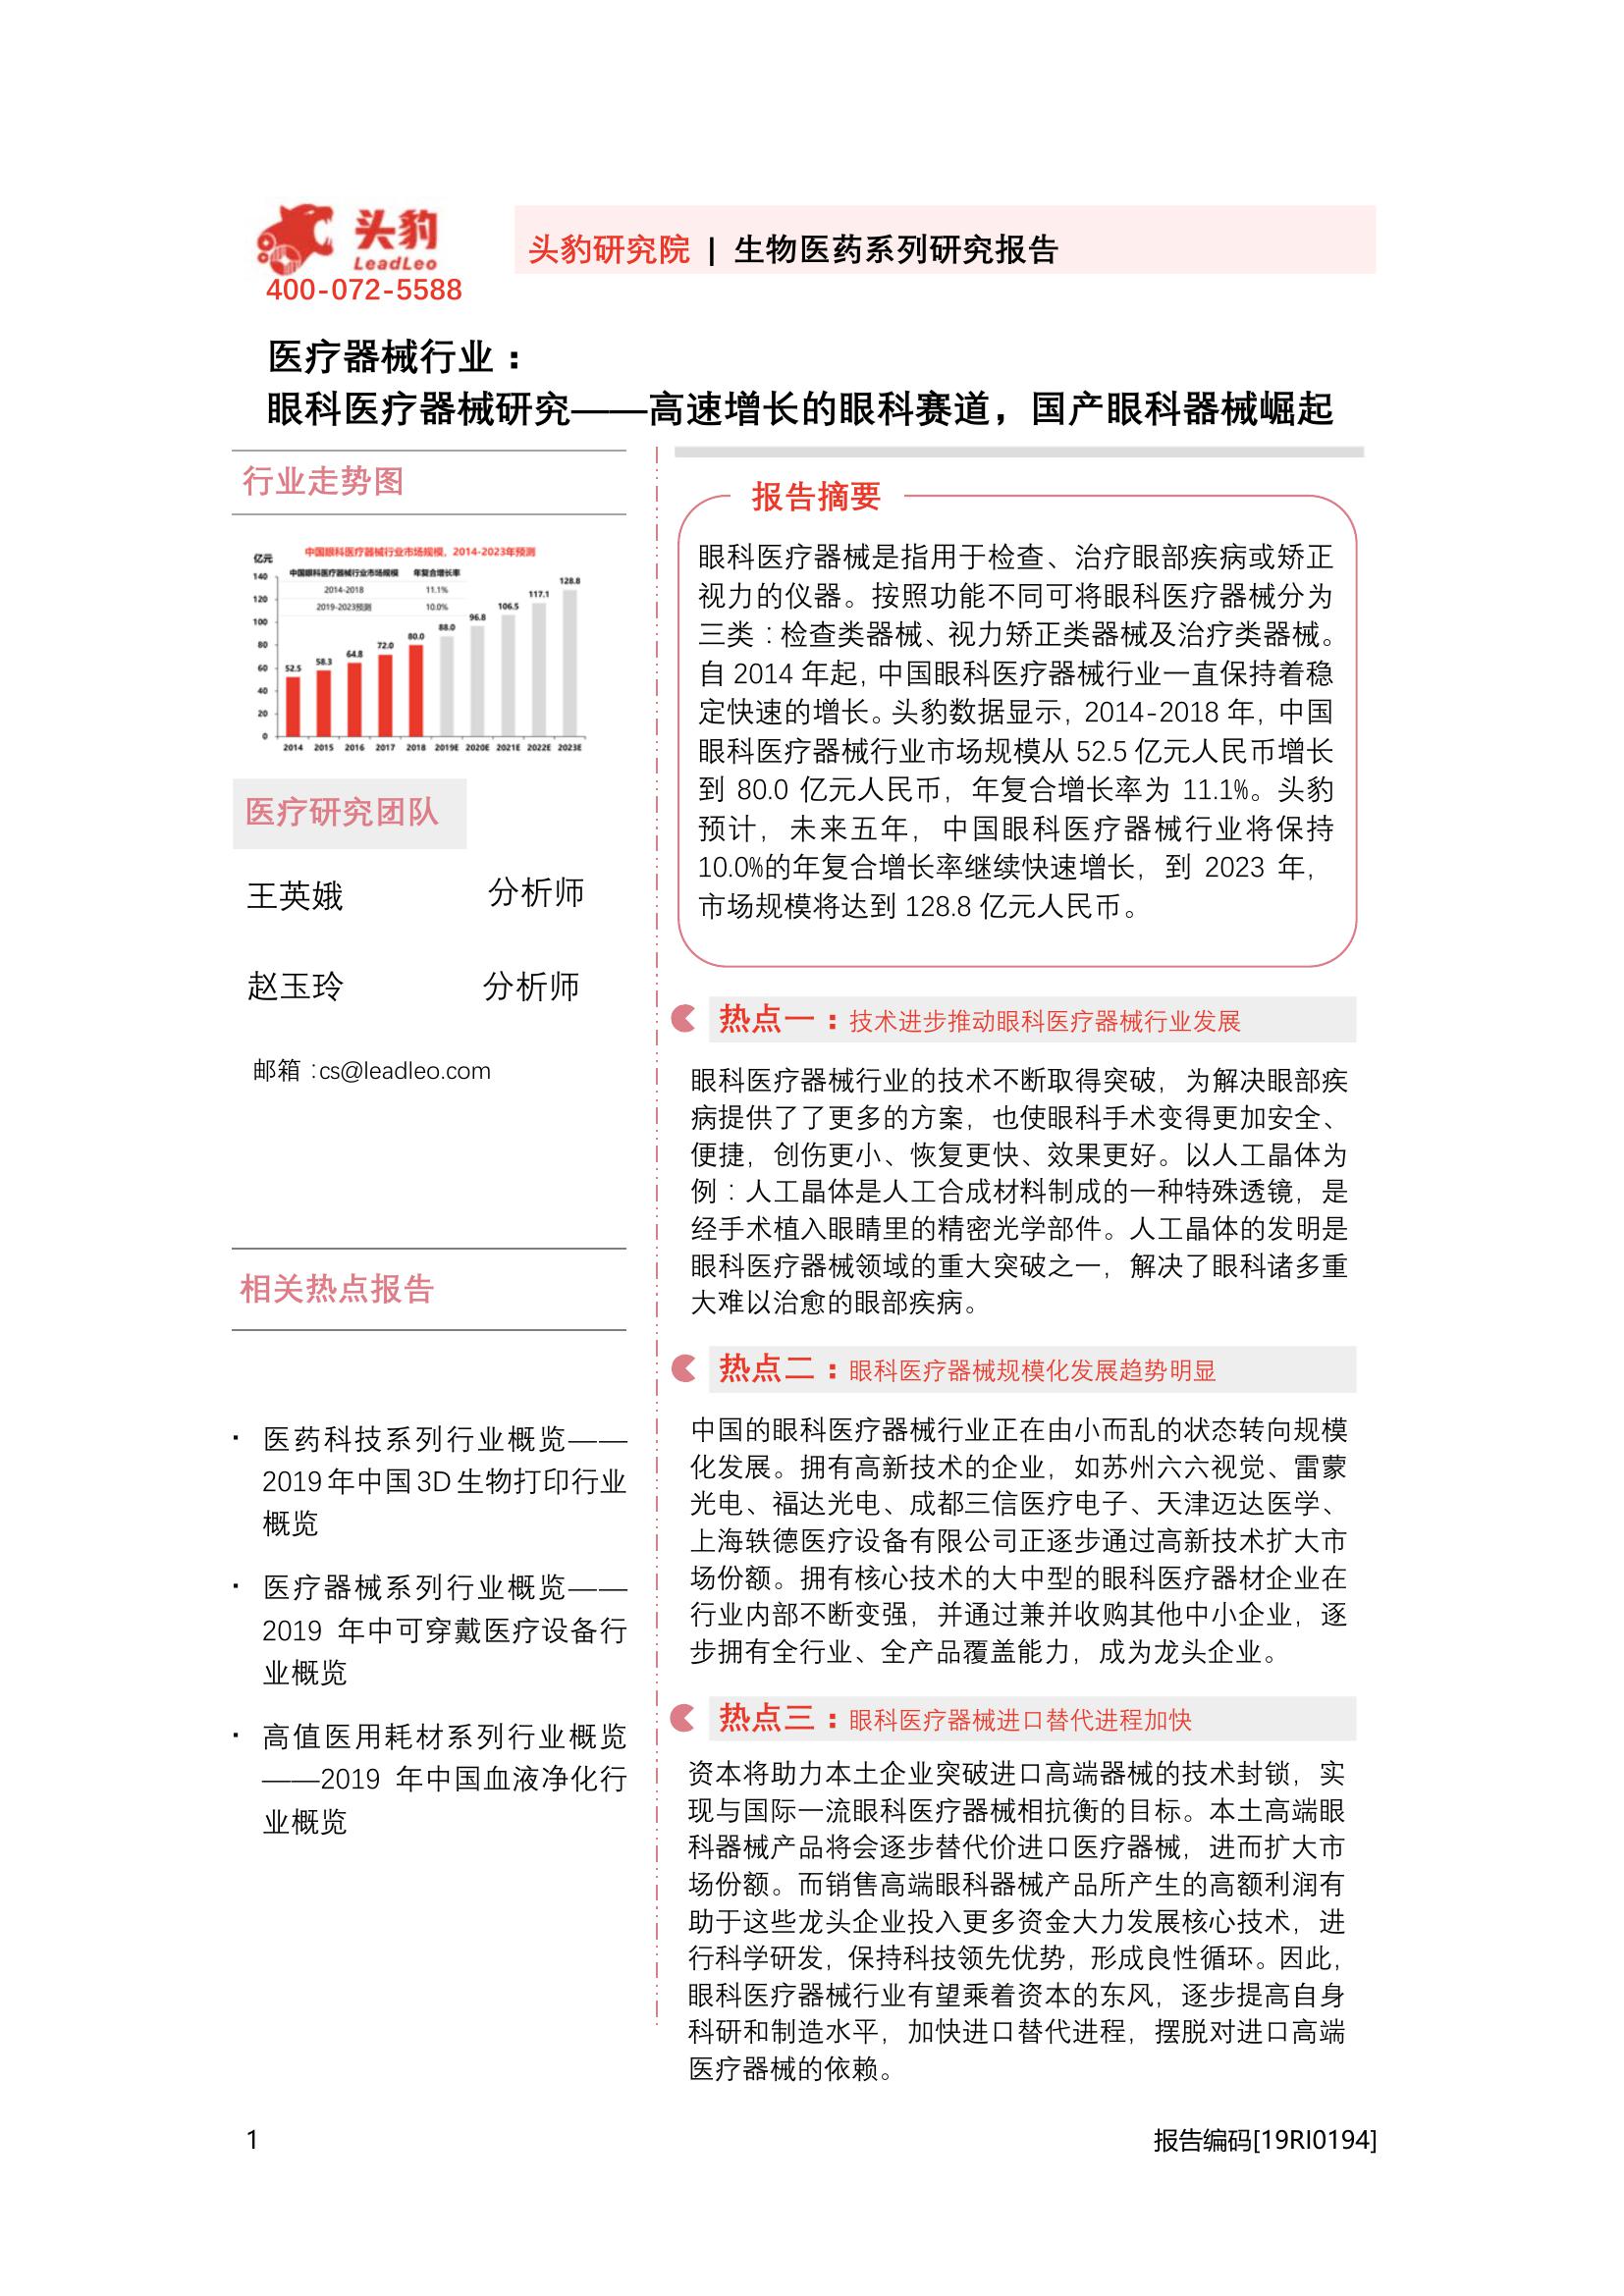 头豹
LeadLeo
400-072-5588
头豹研究院 | 生物医药系列研究报告
医疗器械行业：
眼科医疗器械研究——高速增长的眼科赛道，国产眼科器械崛起
行业走势图
中国眼科医疗器械行业市场规模，2014-2023年预测
亿元
中国眼科医疗器械行业市场规模 年复合增长率
2014-2018 11.1%
2019-2023预测 10.0%
140
120
100
80
60
40
20
0
52.5 58.3 64.8 72.0 80.0 88.0 96.8 106.5 117.1 128.8
2014 2015 2016 2017 2018 2019E 2020E 2021E 2022E 2023E
医疗研究团队
王英娥 分析师
赵玉玲 分析师
邮箱：cs@leadleo.com
相关热点报告
· 医药科技系列行业概览——
2019年中国3D生物打印行业
概览
· 医疗器械系列行业概览——
2019 年中可穿戴医疗设备行
业概览
· 高值医用耗材系列行业概览
——2019 年中国血液净化行
业概览
报告摘要
眼科医疗器械是指用于检查、治疗眼部疾病或矫正
视力的仪器。按照功能不同可将眼科医疗器械分为
三类：检查类器械、视力矫正类器械及治疗类器械。
自 2014 年起，中国眼科医疗器械行业一直保持着稳
定快速的增长。头豹数据显示，2014-2018 年，中国
眼科医疗器械行业市场规模从 52.5 亿元人民币增长
到 80.0 亿元人民币，年复合增长率为 11.1%。头豹
预计，未来五年，中国眼科医疗器械行业将保持
10.0%的年复合增长率继续快速增长，到 2023 年，
市场规模将达到 128.8 亿元人民币。
热点一：技术进步推动眼科医疗器械行业发展
眼科医疗器械行业的技术不断取得突破，为解决眼部疾
病提供了了更多的方案，也使眼科手术变得更加安全、
便捷，创伤更小、恢复更快、效果更好。以人工晶体为
例：人工晶体是人工合成材料制成的一种特殊透镜，是
经手术植入眼睛里的精密光学部件。人工晶体的发明是
眼科医疗器械领域的重大突破之一，解决了眼科诸多重
大难以治愈的眼部疾病。
热点二：眼科医疗器械规模化发展趋势明显
中国的眼科医疗器械行业正在由小而乱的状态转向规模
化发展。拥有高新技术的企业，如苏州六六视觉、雷蒙
光电、福达光电、成都三信医疗电子、天津迈达医学、
上海轶德医疗设备有限公司正逐步通过高新技术扩大市
场份额。拥有核心技术的大中型的眼科医疗器材企业在
行业内部不断变强，并通过兼并收购其他中小企业，逐
步拥有全行业、全产品覆盖能力，成为龙头企业。
热点三：眼科医疗器械进口替代进程加快
资本将助力本土企业突破进口高端器械的技术封锁，实
现与国际一流眼科医疗器械相抗衡的目标。本土高端眼
科器械产品将会逐步替代价进口医疗器械，进而扩大市
场份额。而销售高端眼科器械产品所产生的高额利润有
助于这些龙头企业投入更多资金大力发展核心技术，进
行科学研发，保持科技领先优势，形成良性循环。因此，
眼科医疗器械行业有望乘着资本的东风，逐步提高自身
科研和制造水平，加快进口替代进程，摆脱对进口高端
医疗器械的依赖。
1
报告编码[19RI0194]